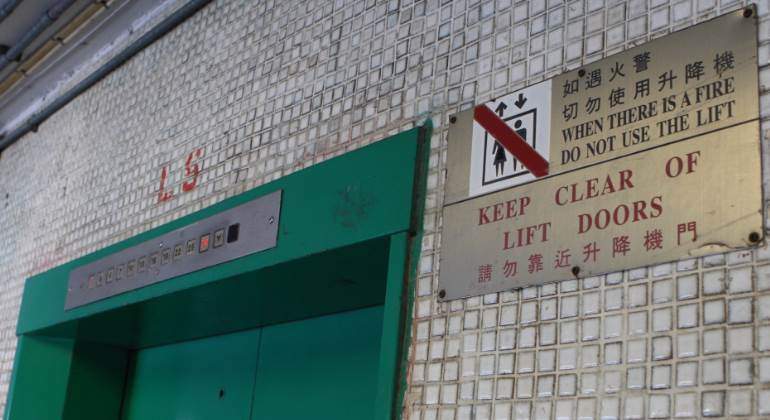 L5
如遇火警
切勿使用升降機
WHEN THERE IS A FIRE
DO NOT USE THE LIFT
KEEP CLEAR OF
LIFT DOORS
請勿靠近升降機門